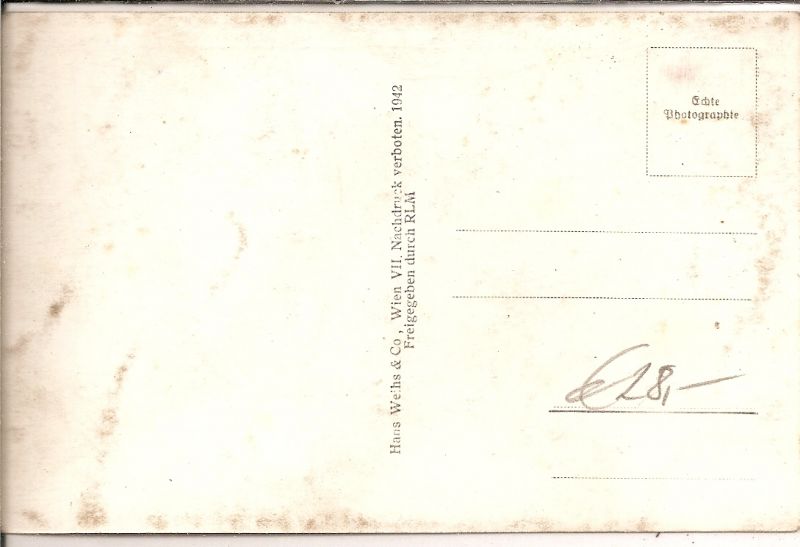 Echte
Photographie
Hans Weihs & Co, Wien VII. Nachdruck verboten. 1942
Freigegeben durch RLM
€ 28,—